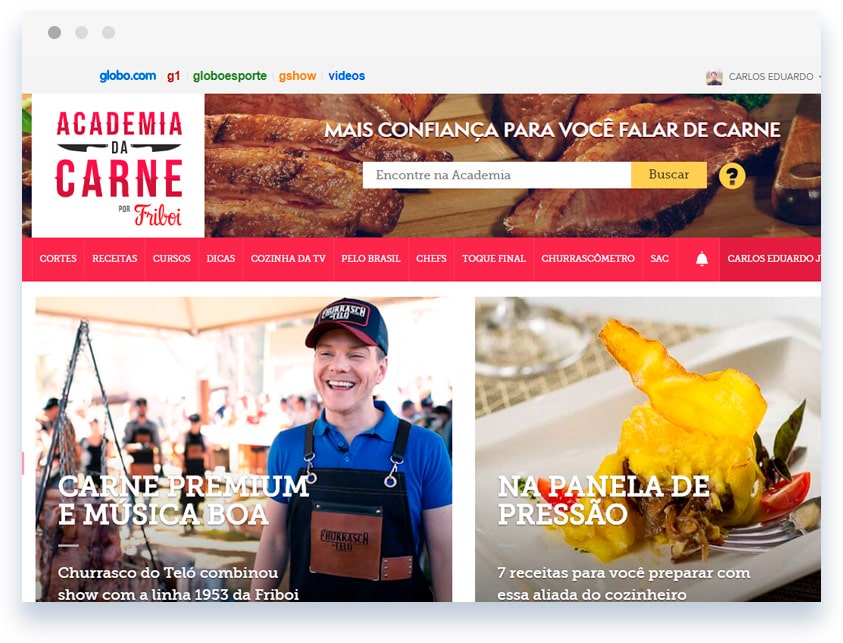 globo.com g1 globoesporte gshow videos
CARLOS EDUARDO
ACADEMIA
DA
CARNE
POR Friboi
MAIS CONFIANÇA PARA VOCÊ FALAR DE CARNE
Encontre na Academia
Buscar
?
CORTES RECEITAS CURSOS DICAS COZINHA DA TV PELO BRASIL CHEFS TOQUE FINAL CHURRASCÔMETRO SAC CARLOS EDUARDO J
CHURRASCO
TELÓ
CHURRASCO
TELÓ
CARNE PREMIUM
E MÚSICA BOA
Churrasco do Teló combinou
show com a linha 1953 da Friboi
NA PANELA DE
PRESSÃO
7 receitas para você preparar com
essa aliada do cozinheiro